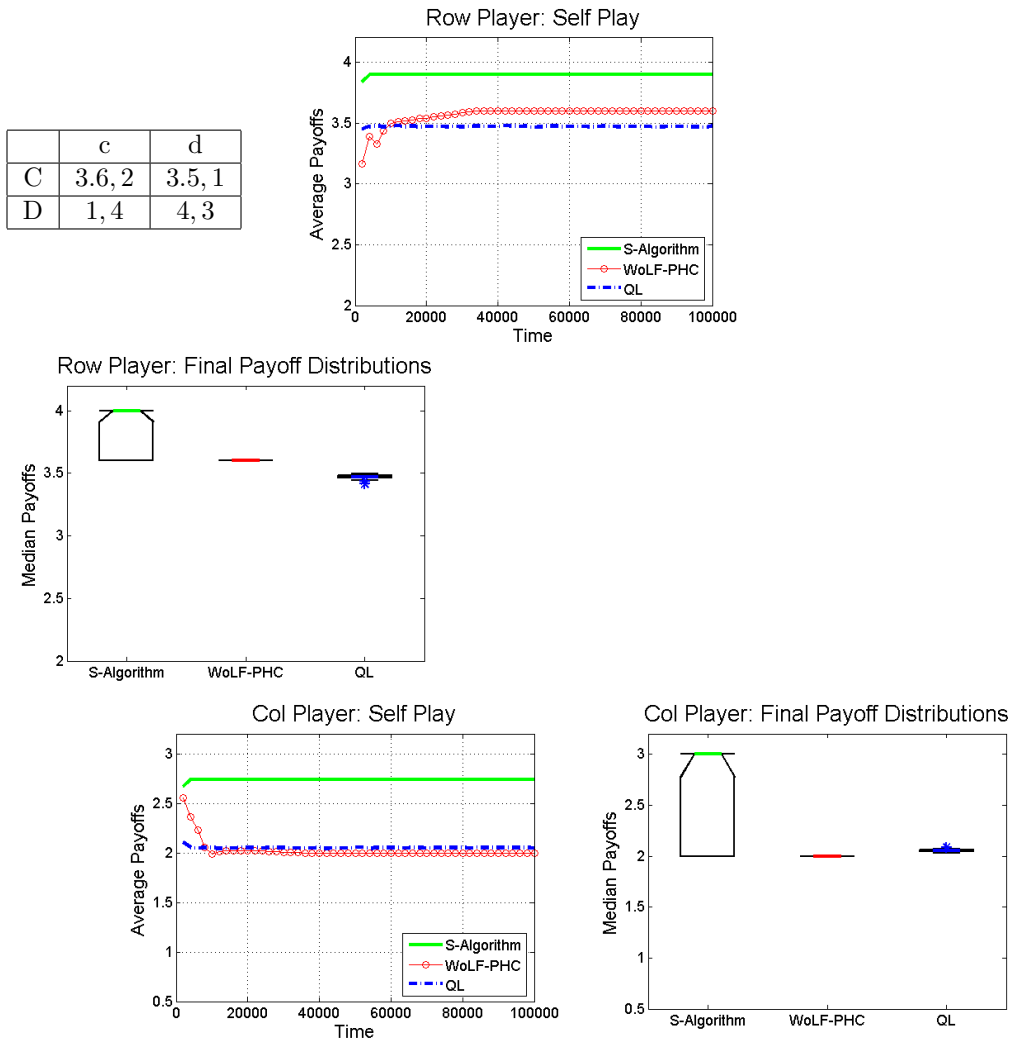 Row Player: Self Play
c d
C 3.6, 2 3.5, 1
D 1, 4 4, 3
Average Payoffs
4
3.5
3
2.5
2
S-Algorithm
WoLF-PHC
QL
0 20000 40000 60000 80000 100000
Time
Row Player: Final Payoff Distributions
Median Payoffs
4
3.5
3
2.5
2
S-Algorithm WoLF-PHC QL
Col Player: Self Play
Average Payoffs
3
2.5
2
1.5
1
0.5
S-Algorithm
WoLF-PHC
QL
0 20000 40000 60000 80000 100000
Time
Col Player: Final Payoff Distributions
Median Payoffs
3
2.5
2
1.5
1
0.5
S-Algorithm WoLF-PHC QL